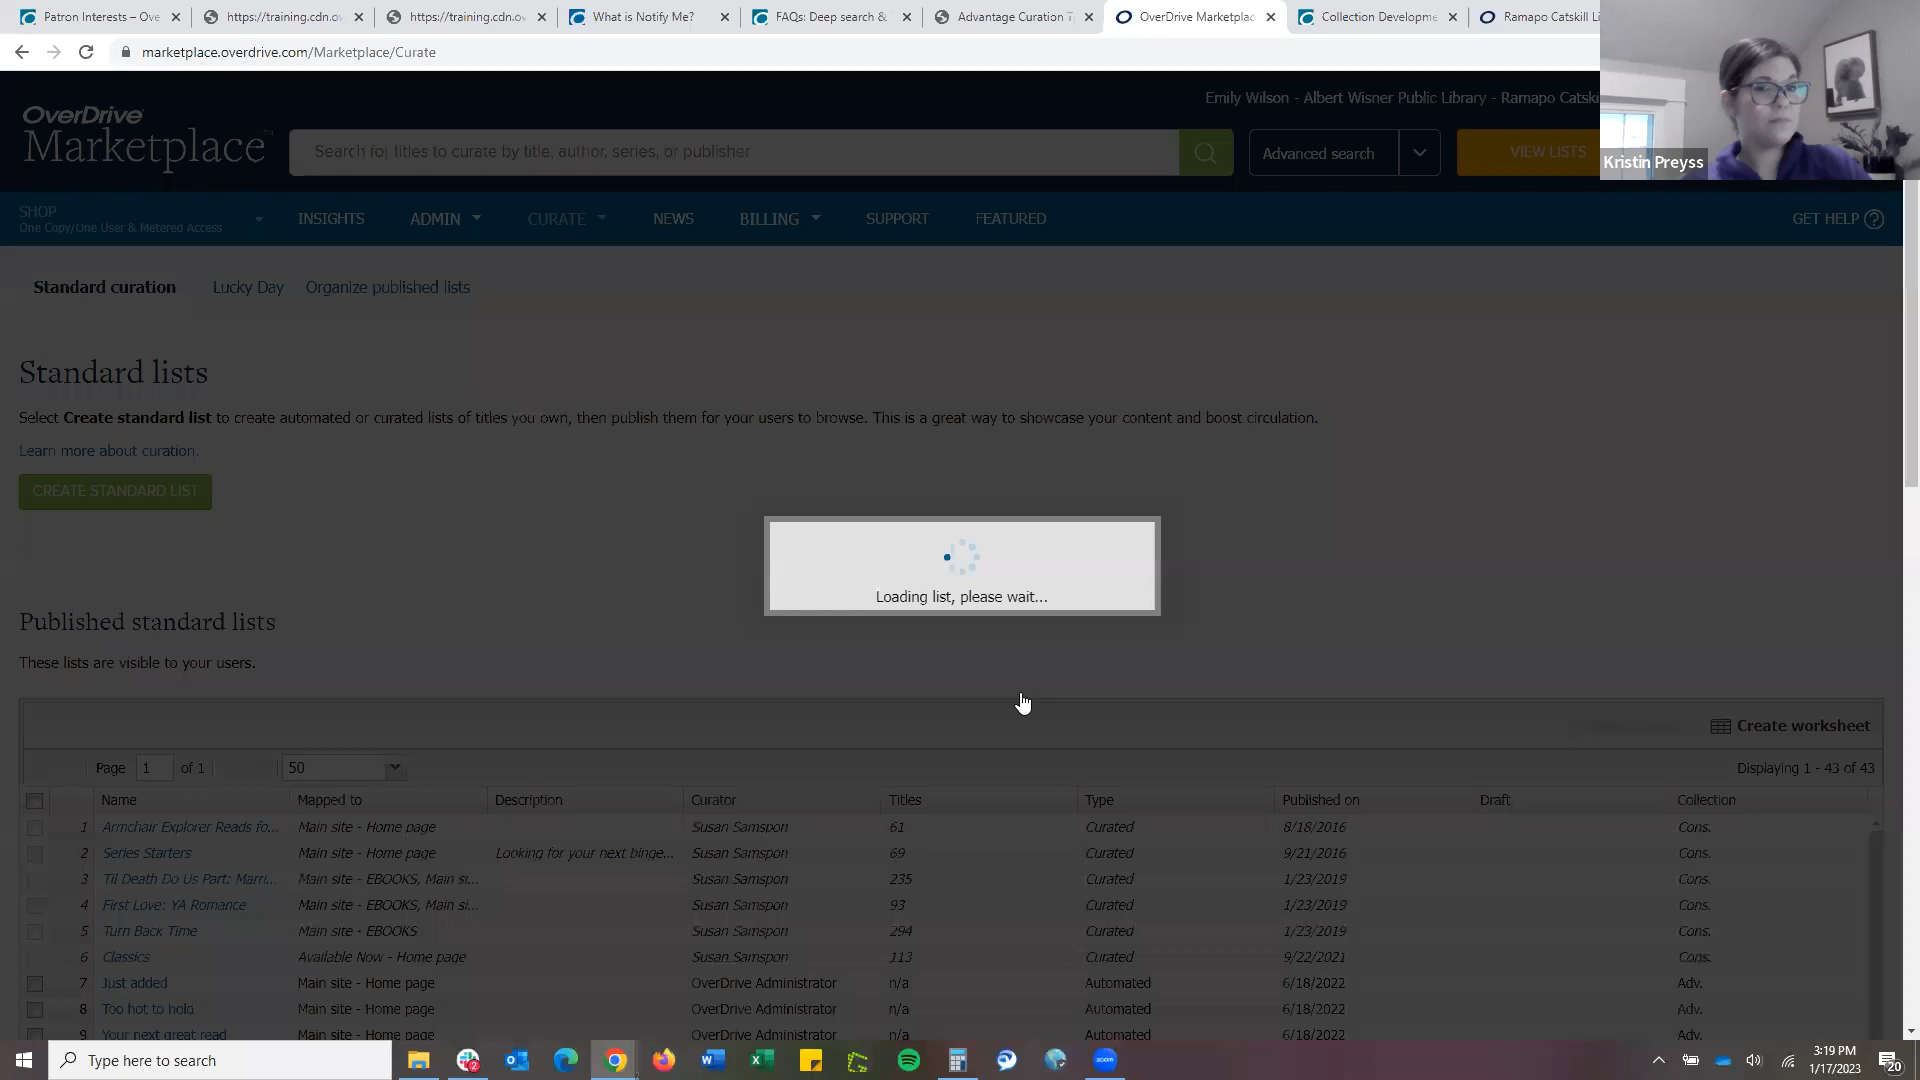 Patron Interests – Ove
https://training.cdn.ov
https://training.cdn.o
What is Notify Me?
FAQs: Deep search &
Advantage Curation T
OverDrive Marketplac
Collection Developme
Ramapo Catskill Li
marketplace.overdrive.com/Marketplace/Curate
Emily Wilson - Albert Wisner Public Library - Ramapo Catski
OverDrive
Marketplace
Search for titles to curate by title, author, series, or publisher
Advanced search
VIEW LISTS
Kristin Preyss
SHOP
One Copy/One User & Metered Access
INSIGHTS
ADMIN
CURATE
NEWS
BILLING
SUPPORT
FEATURED
GET HELP
Standard curation
Lucky Day
Organize published lists
Standard lists
Select Create standard list to create automated or curated lists of titles you own, then publish them for your users to browse. This is a great way to showcase your content and boost circulation.
Learn more about curation.
CREATE STANDARD LIST
Loading list, please wait...
Published standard lists
These lists are visible to your users.
Create worksheet
Page 1 of 1 50 Displaying 1 - 43 of 43
Name Mapped to Description Curator Titles Type Published on Draft Collection
1 Armchair Explorer Reads fo... Main site - Home page Susan Samspon 61 Curated 8/18/2016 Cons.
2 Series Starters Main site - Home page Looking for your next binge... Susan Samspon 69 Curated 9/21/2016 Cons.
3 Til Death Do Us Part: Marri... Main site - EBOOKS, Main si... Susan Samspon 235 Curated 1/23/2019 Cons.
4 First Love: YA Romance Main site - EBOOKS, Main si... Susan Samspon 93 Curated 1/23/2019 Cons.
5 Turn Back Time Main site - EBOOKS Susan Samspon 294 Curated 1/23/2019 Cons.
6 Classics Available Now - Home page Susan Samspon 113 Curated 9/22/2021 Cons.
7 Just added Main site - Home page OverDrive Administrator n/a Automated 6/18/2022 Adv.
8 Too hot to hold Main site - Home page OverDrive Administrator n/a Automated 6/18/2022 Adv.
9 Your next great read Main site - Home page OverDrive Administrator n/a Automated 6/18/2022 Adv.
Type here to search
3:19 PM
1/17/2023
20